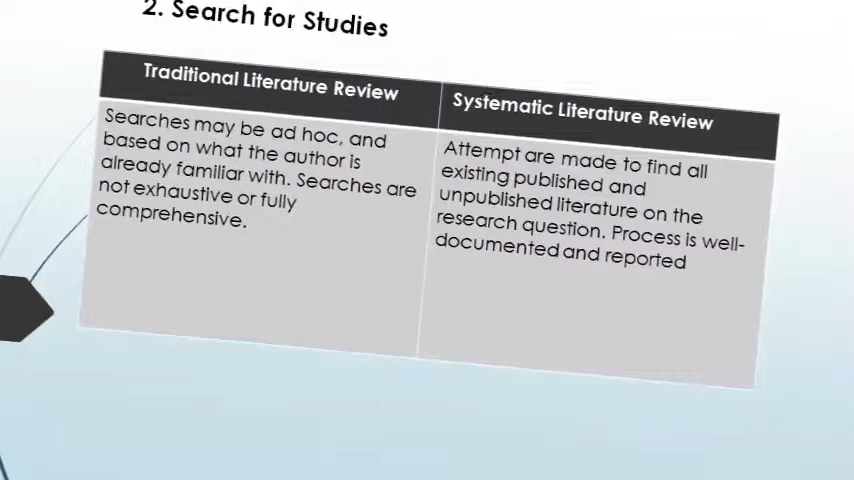 2. Search for Studies
Traditional Literature Review
Systematic Literature Review
Searches may be ad hoc, and
based on what the author is
already familiar with. Searches are
not exhaustive or fully
comprehensive.
Attempt are made to find all
existing published and
unpublished literature on the
research question. Process is well-
documented and reported